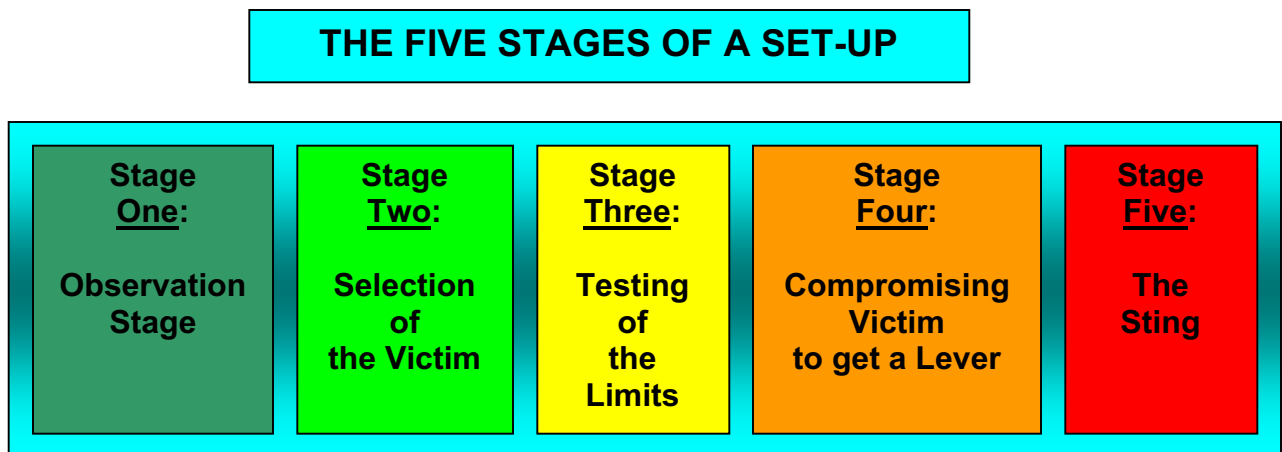 THE FIVE STAGES OF A SET-UP
Stage
One:
Observation
Stage
Stage
Two:
Selection
of
the Victim
Stage
Three:
Testing
of
the
Limits
Stage
Four:
Compromising
Victim
to get a Lever
Stage
Five:
The
Sting